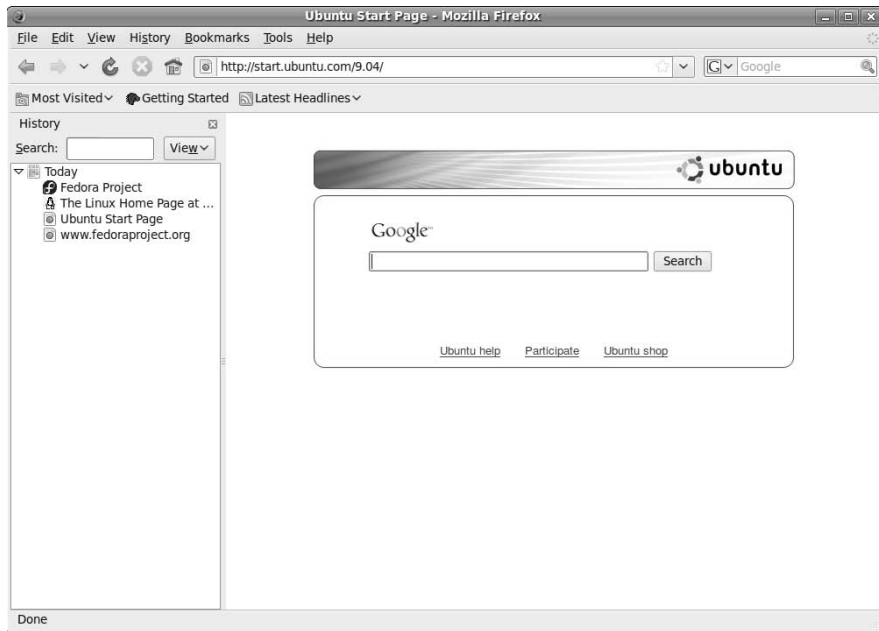 Ubuntu Start Page - Mozilla Firefox
File Edit View History Bookmarks Tools Help
http://start.ubuntu.com/9.04/ G Google
Most Visited Getting Started Latest Headlines
History
Search: View
Today
Fedora Project
The Linux Home Page at ...
Ubuntu Start Page
www.fedoraproject.org
ubuntu
Google™
Search
Ubuntu help Participate Ubuntu shop
Done